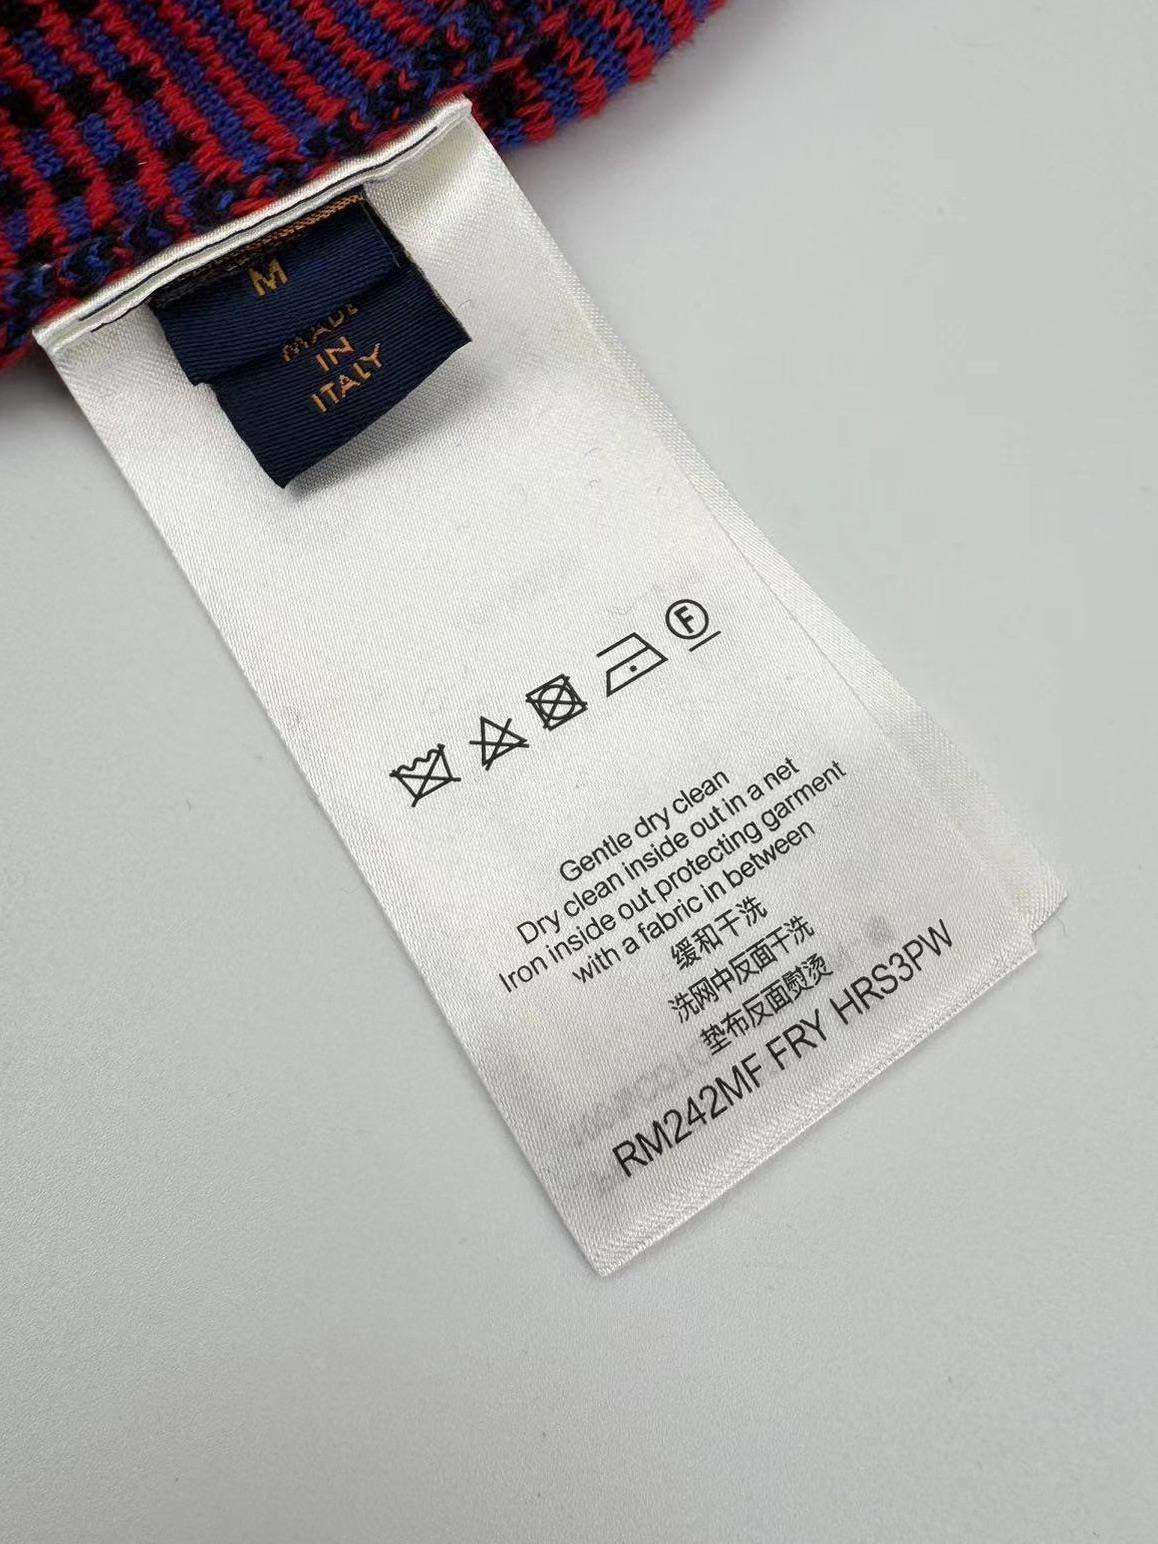 M
MADE
IN
ITALY
F
Gentle dry clean
Dry clean inside out in a net
Iron inside out protecting garment
with a fabric in between
缓和干洗
洗网中反面干洗
垫布反面熨烫
RM242MF FRY HRS3PW